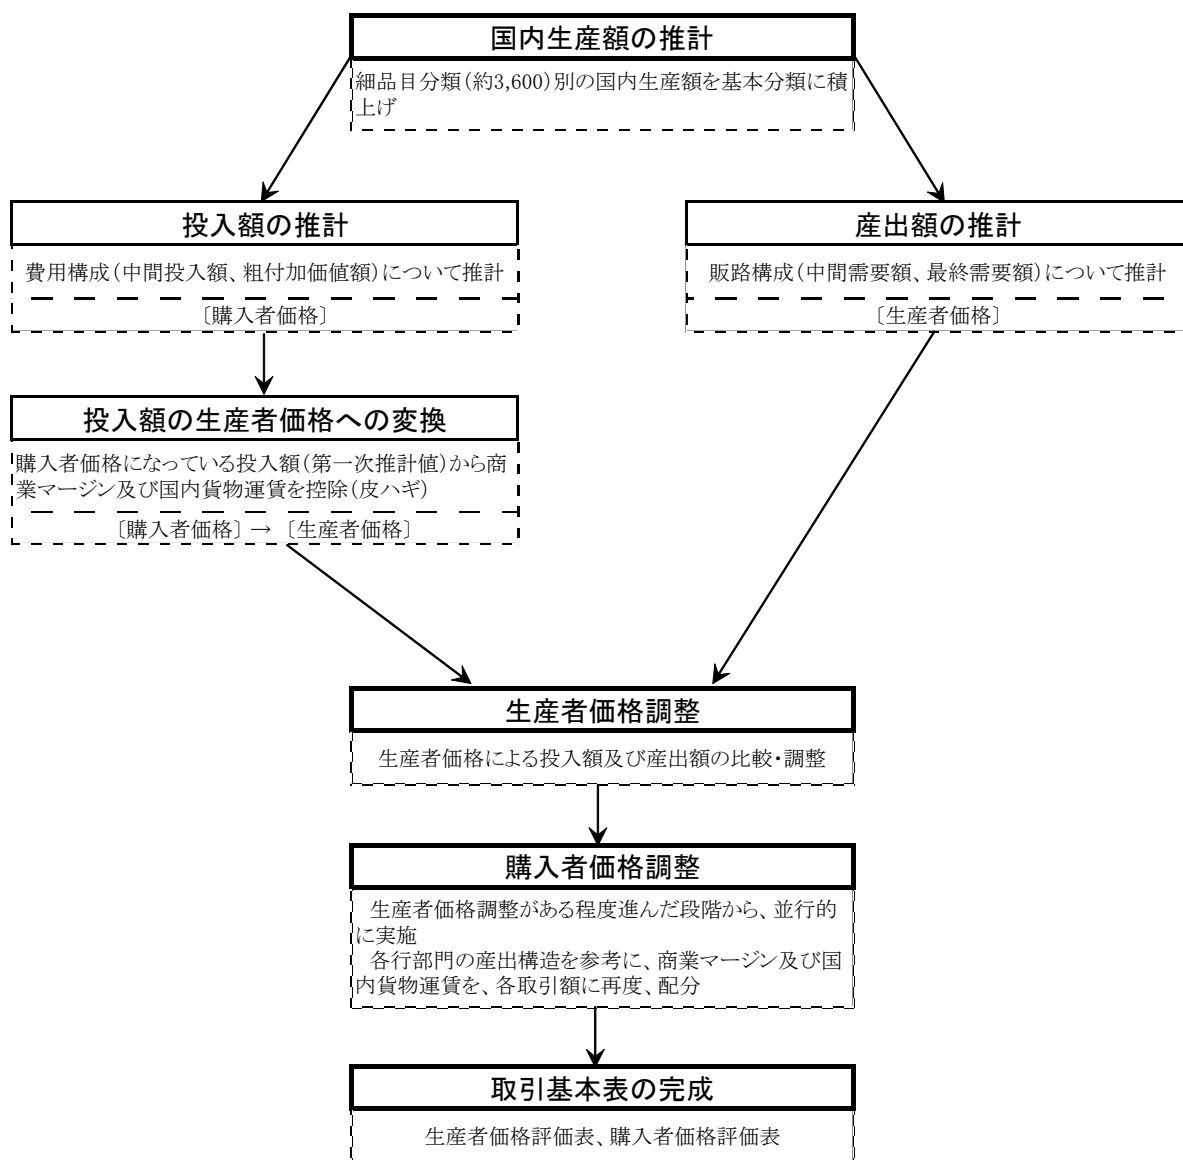 国内生産額の推計
細品目分類(約3,600)別の国内生産額を基本分類に積
上げ
投入額の推計
費用構成(中間投入額、粗付加価値額)について推計
〔購入者価格〕
産出額の推計
販路構成(中間需要額、最終需要額)について推計
〔生産者価格〕
投入額の生産者価格への変換
購入者価格になっている投入額(第一次推計値)から商
業マージン及び国内貨物運賃を控除(皮ハギ)
〔購入者価格〕 → 〔生産者価格〕
生産者価格調整
生産者価格による投入額及び産出額の比較・調整
購入者価格調整
生産者価格調整がある程度進んだ段階から、並行的
に実施
各行部門の産出構造を参考に、商業マージン及び国
内貨物運賃を、各取引額に再度、配分
取引基本表の完成
生産者価格評価表、購入者価格評価表